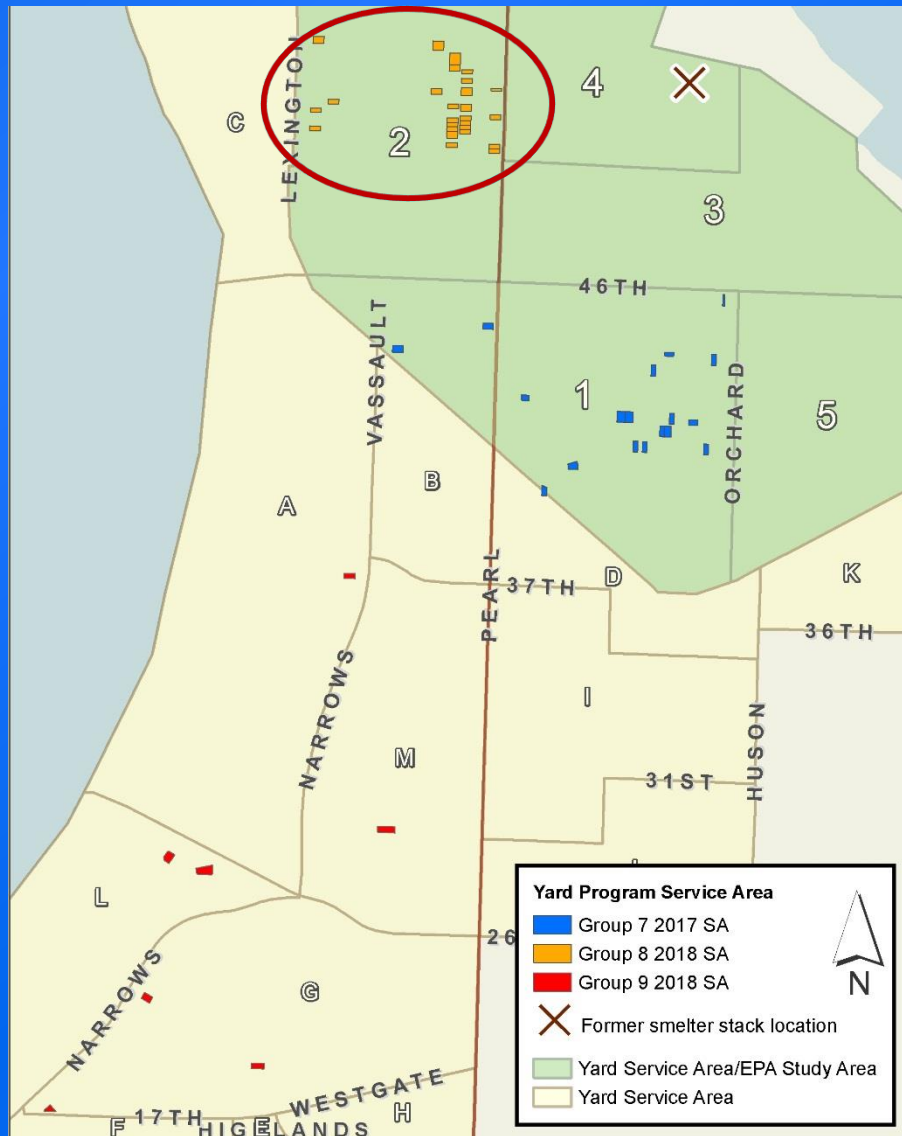 LEXINGTON
C
2
4
3
46TH
VASSAULT
1
ORCHARD
5
B
A
PEARL
37TH
D
K
36TH
NARROWS
I
HUSON
M
31ST
L
26
G
NARROWS
WESTGATE
17TH
F
E
H
HIGHLANDS
Yard Program Service Area
Group 7 2017 SA
Group 8 2018 SA
Group 9 2018 SA
Former smelter stack location
Yard Service Area/EPA Study Area
Yard Service Area
N